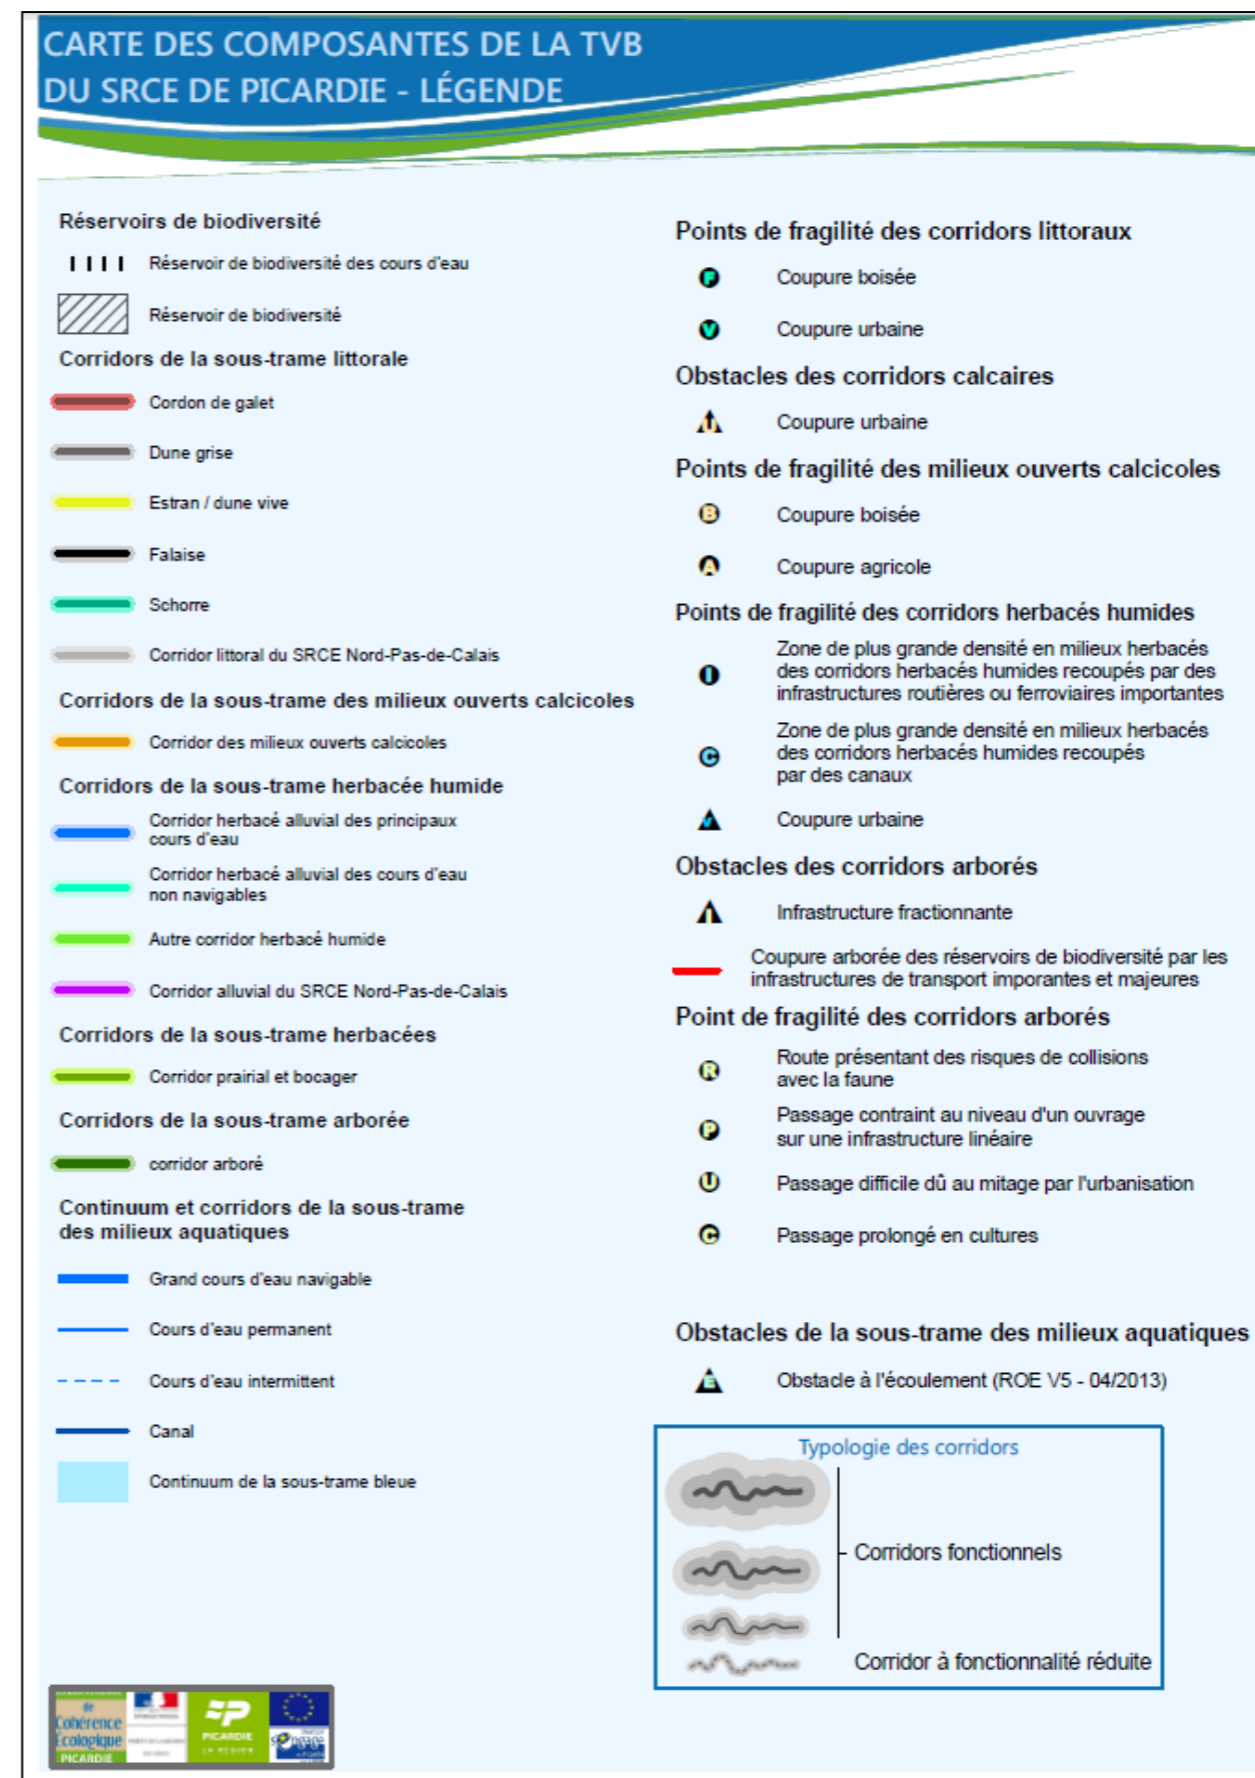 CARTE DES COMPOSANTES DE LA TVB
DU SRCE DE PICARDIE - LÉGENDE
Réservoirs de biodiversité
Réservoir de biodiversité des cours d'eau
Réservoir de biodiversité
Corridors de la sous-trame littorale
Cordon de galet
Dune grise
Estran / dune vive
Falaise
Schorre
Corridor littoral du SRCE Nord-Pas-de-Calais
Corridors de la sous-trame des milieux ouverts calcicoles
Corridor des milieux ouverts calcicoles
Corridors de la sous-trame herbacée humide
Corridor herbacé alluvial des principaux
cours d'eau
Corridor herbacé alluvial des cours d'eau
non navigables
Autre corridor herbacé humide
Corridor alluvial du SRCE Nord-Pas-de-Calais
Corridors de la sous-trame herbacées
Corridor prairial et bocager
Corridors de la sous-trame arborée
corridor arboré
Continuum et corridors de la sous-trame
des milieux aquatiques
Grand cours d'eau navigable
Cours d'eau permanent
Cours d'eau intermittent
Canal
Continuum de la sous-trame bleue
Points de fragilité des corridors littoraux
F Coupure boisée
V Coupure urbaine
Obstacles des corridors calcaires
Coupure urbaine
Points de fragilité des milieux ouverts calcicoles
B Coupure boisée
A Coupure agricole
Points de fragilité des corridors herbacés humides
Zone de plus grande densité en milieux herbacés
I des corridors herbacés humides recoupés par des
infrastructures routières ou ferroviaires importantes
Zone de plus grande densité en milieux herbacés
C des corridors herbacés humides recoupés
par des canaux
Coupure urbaine
Obstacles des corridors arborés
Infrastructure fractionnante
Coupure arborée des réservoirs de biodiversité par les
infrastructures de transport imporantes et majeures
Point de fragilité des corridors arborés
R Route présentant des risques de collisions
avec la faune
P Passage contraint au niveau d'un ouvrage
sur une infrastructure linéaire
U Passage difficile dû au mitage par l'urbanisation
C Passage prolongé en cultures
Obstacles de la sous-trame des milieux aquatiques
E Obstacle à l'écoulement (ROE V5 - 04/2013)
Typologie des corridors
Corridors fonctionnels
Corridor à fonctionnalité réduite
de
Cohérence
Écologique
PICARDIE
PICARDIE
LA RÉGION
s'engage